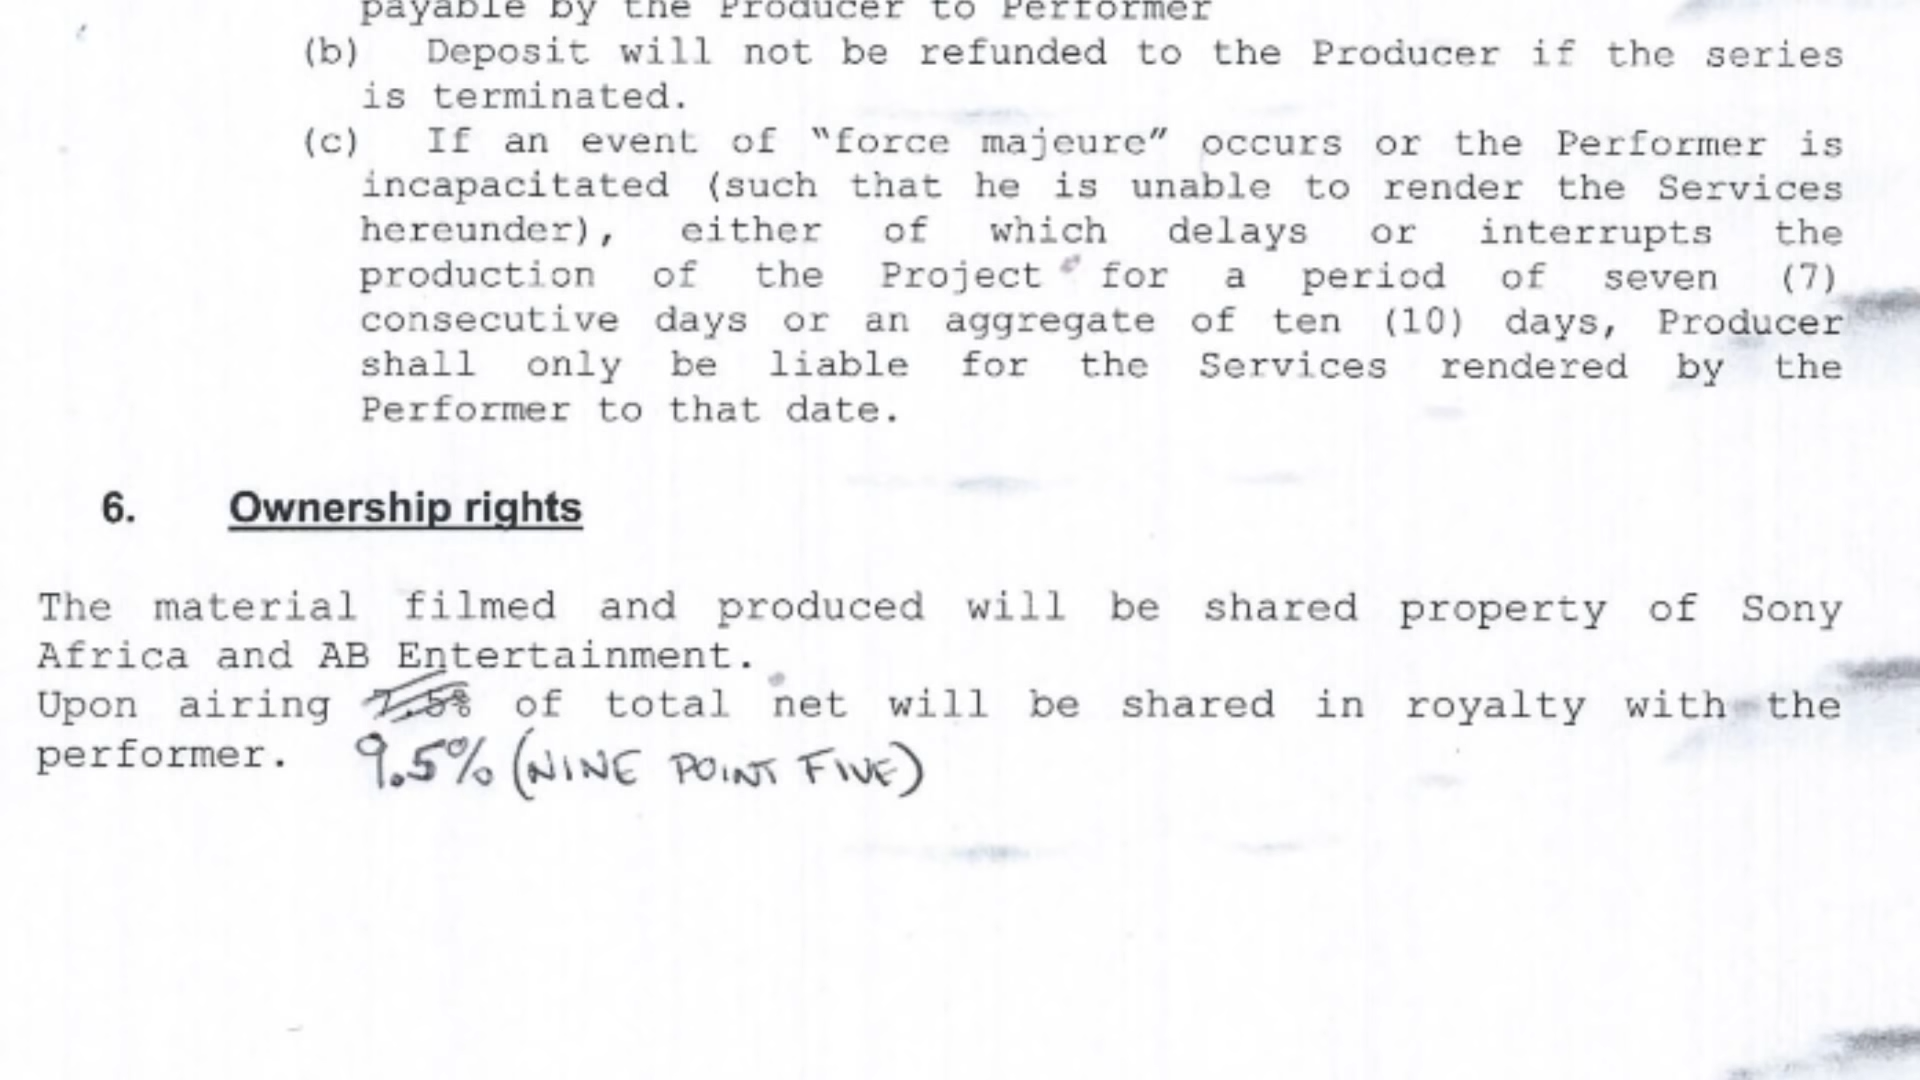 payable by the Producer to Performer
(b) Deposit will not be refunded to the Producer if the series
is terminated.
(c) If an event of "force majeure" occurs or the Performer is
incapacitated (such that he is unable to render the Services
hereunder), either of which delays or interrupts the
production of the Project for a period of seven (7)
consecutive days or an aggregate of ten (10) days, Producer
shall only be liable for the Services rendered by the
Performer to that date.
6. Ownership rights
The material filmed and produced will be shared property of Sony
Africa and AB Entertainment.
Upon airing 7.5% of total net will be shared in royalty with the
performer. 9.5% (NINE POINT FIVE)